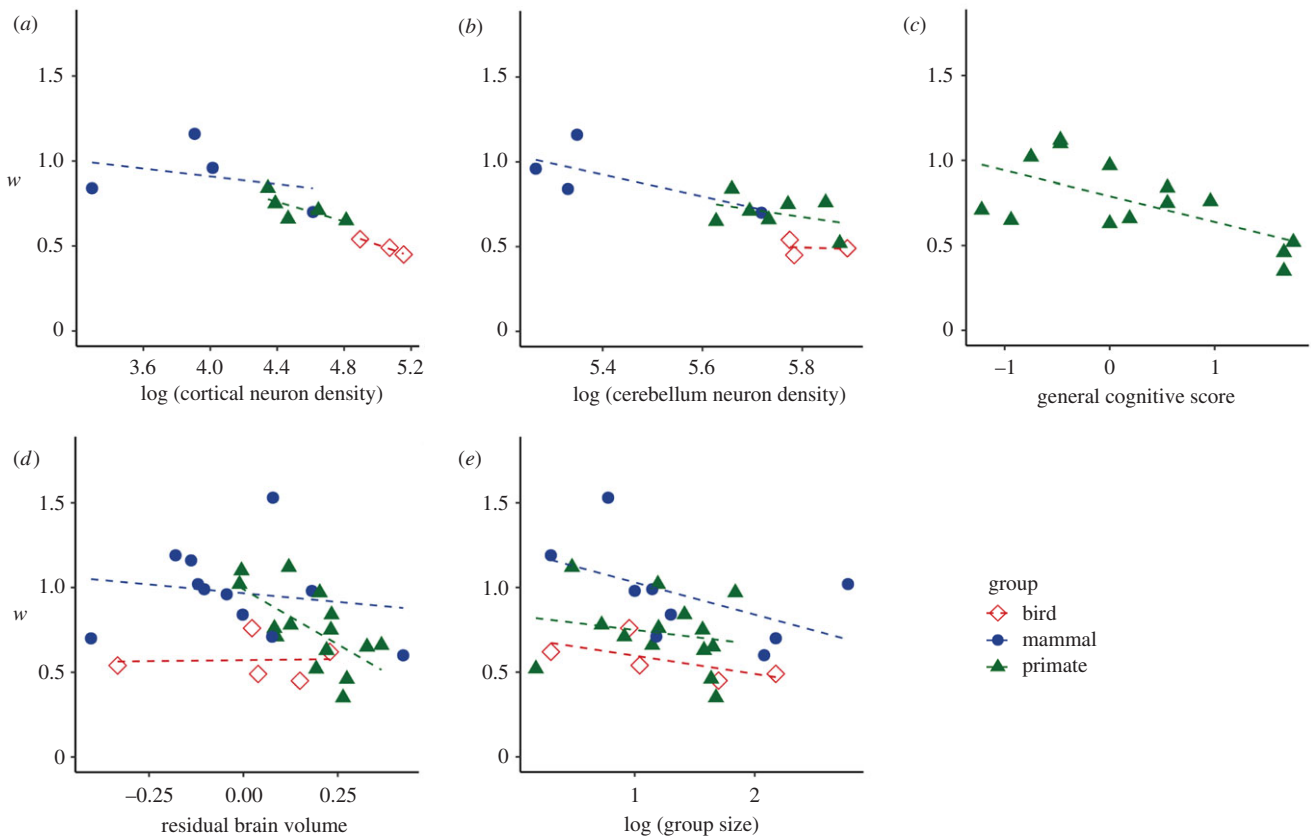 (a)
(b)
(c)
1.5
1.0
w
0.5
0
3.6 4.0 4.4 4.8 5.2
log (cortical neuron density)
1.5
1.0
0.5
0
5.4 5.6 5.8
log (cerebellum neuron density)
1.5
1.0
0.5
0
–1 0 1
general cognitive score
(d)
(e)
1.5
1.0
w
0.5
0
–0.25 0.00 0.25
residual brain volume
1.5
1.0
0.5
0
1 2
log (group size)
group
bird
mammal
primate